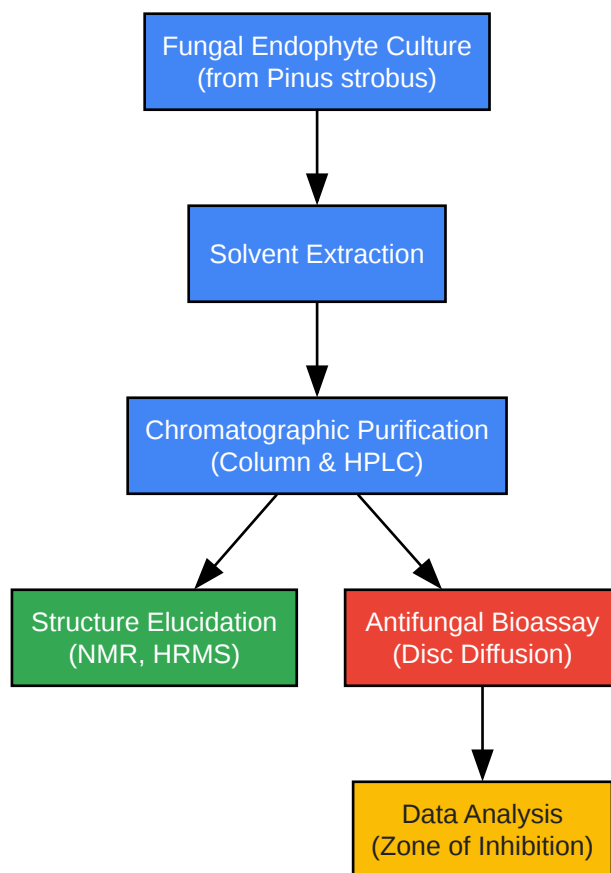 Fungal Endophyte Culture
(from Pinus strobus)
Solvent Extraction
Chromatographic Purification
(Column & HPLC)
Structure Elucidation
(NMR, HRMS)
Antifungal Bioassay
(Disc Diffusion)
Data Analysis
(Zone of Inhibition)